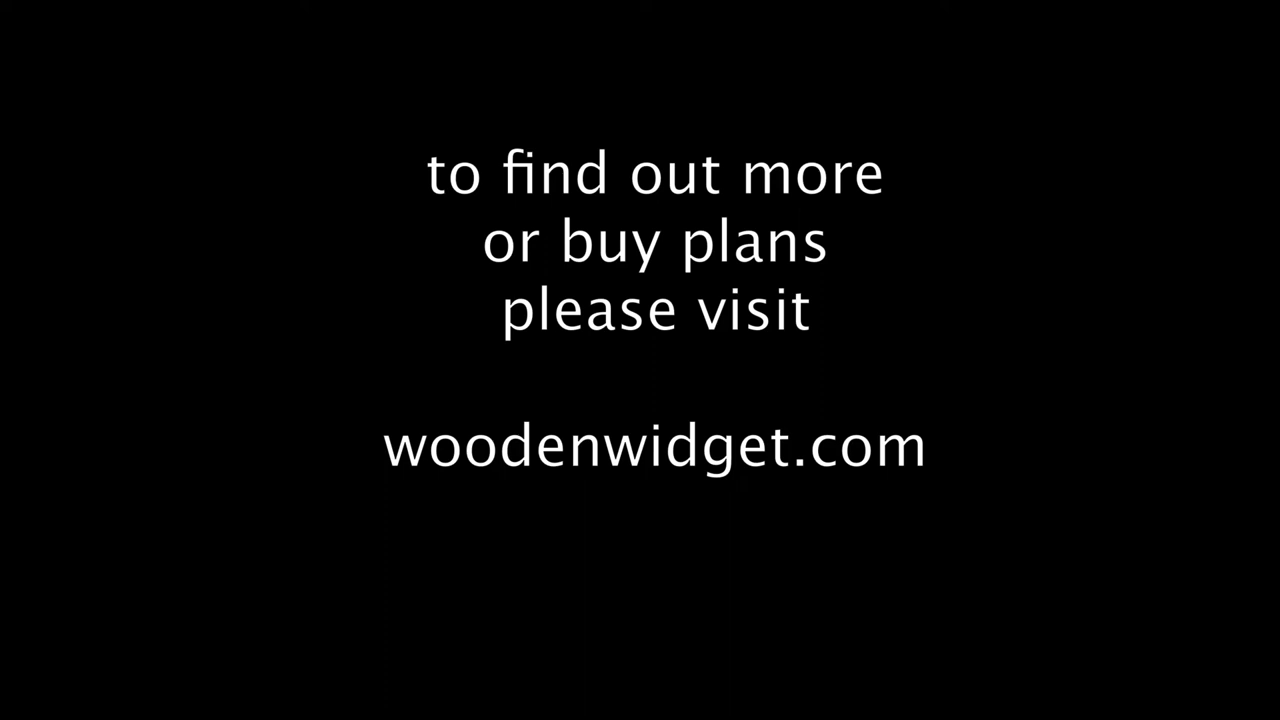 to find out more
or buy plans
please visit
woodenwidget.com